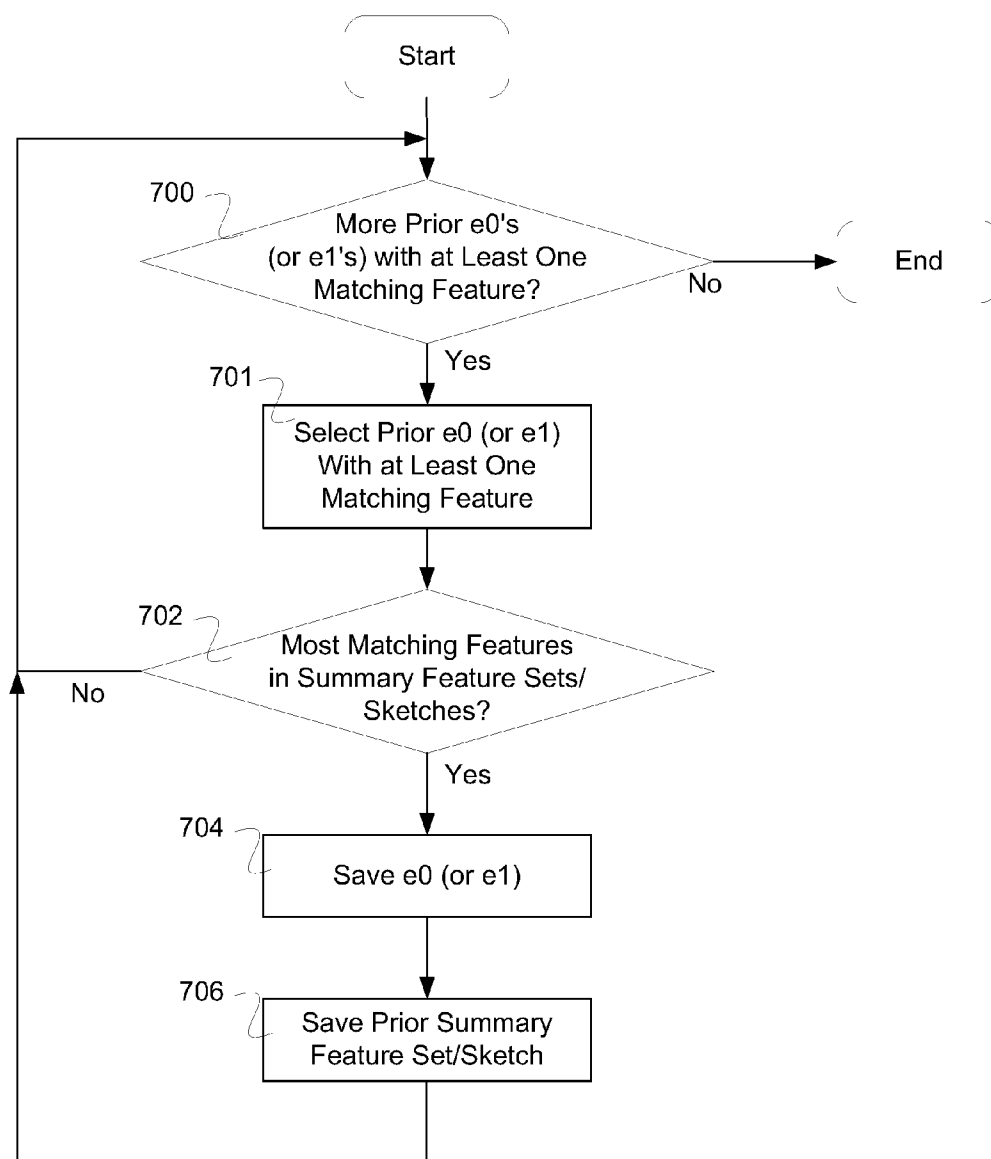 Start
700
More Prior e0's
(or e1's) with at Least One
Matching Feature?
No
End
Yes
701
Select Prior e0 (or e1)
With at Least One
Matching Feature
702
Most Matching Features
in Summary Feature Sets/
Sketches?
No
Yes
704
Save e0 (or e1)
706
Save Prior Summary
Feature Set/Sketch